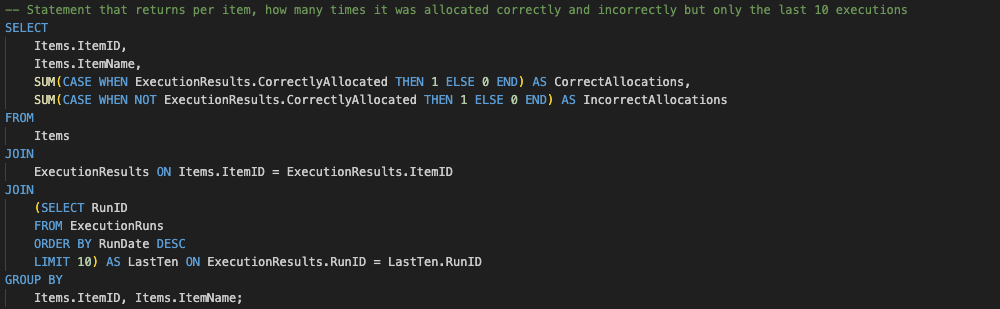 -- Statement that returns per item, how many times it was allocated correctly and incorrectly but only the last 10 executions
SELECT
    Items.ItemID,
    Items.ItemName,
    SUM(CASE WHEN ExecutionResults.CorrectlyAllocated THEN 1 ELSE 0 END) AS CorrectAllocations,
    SUM(CASE WHEN NOT ExecutionResults.CorrectlyAllocated THEN 1 ELSE 0 END) AS IncorrectAllocations
FROM
    Items
JOIN
    ExecutionResults ON Items.ItemID = ExecutionResults.ItemID
JOIN
    (SELECT RunID
    FROM ExecutionRuns
    ORDER BY RunDate DESC
    LIMIT 10) AS LastTen ON ExecutionResults.RunID = LastTen.RunID
GROUP BY
    Items.ItemID, Items.ItemName;